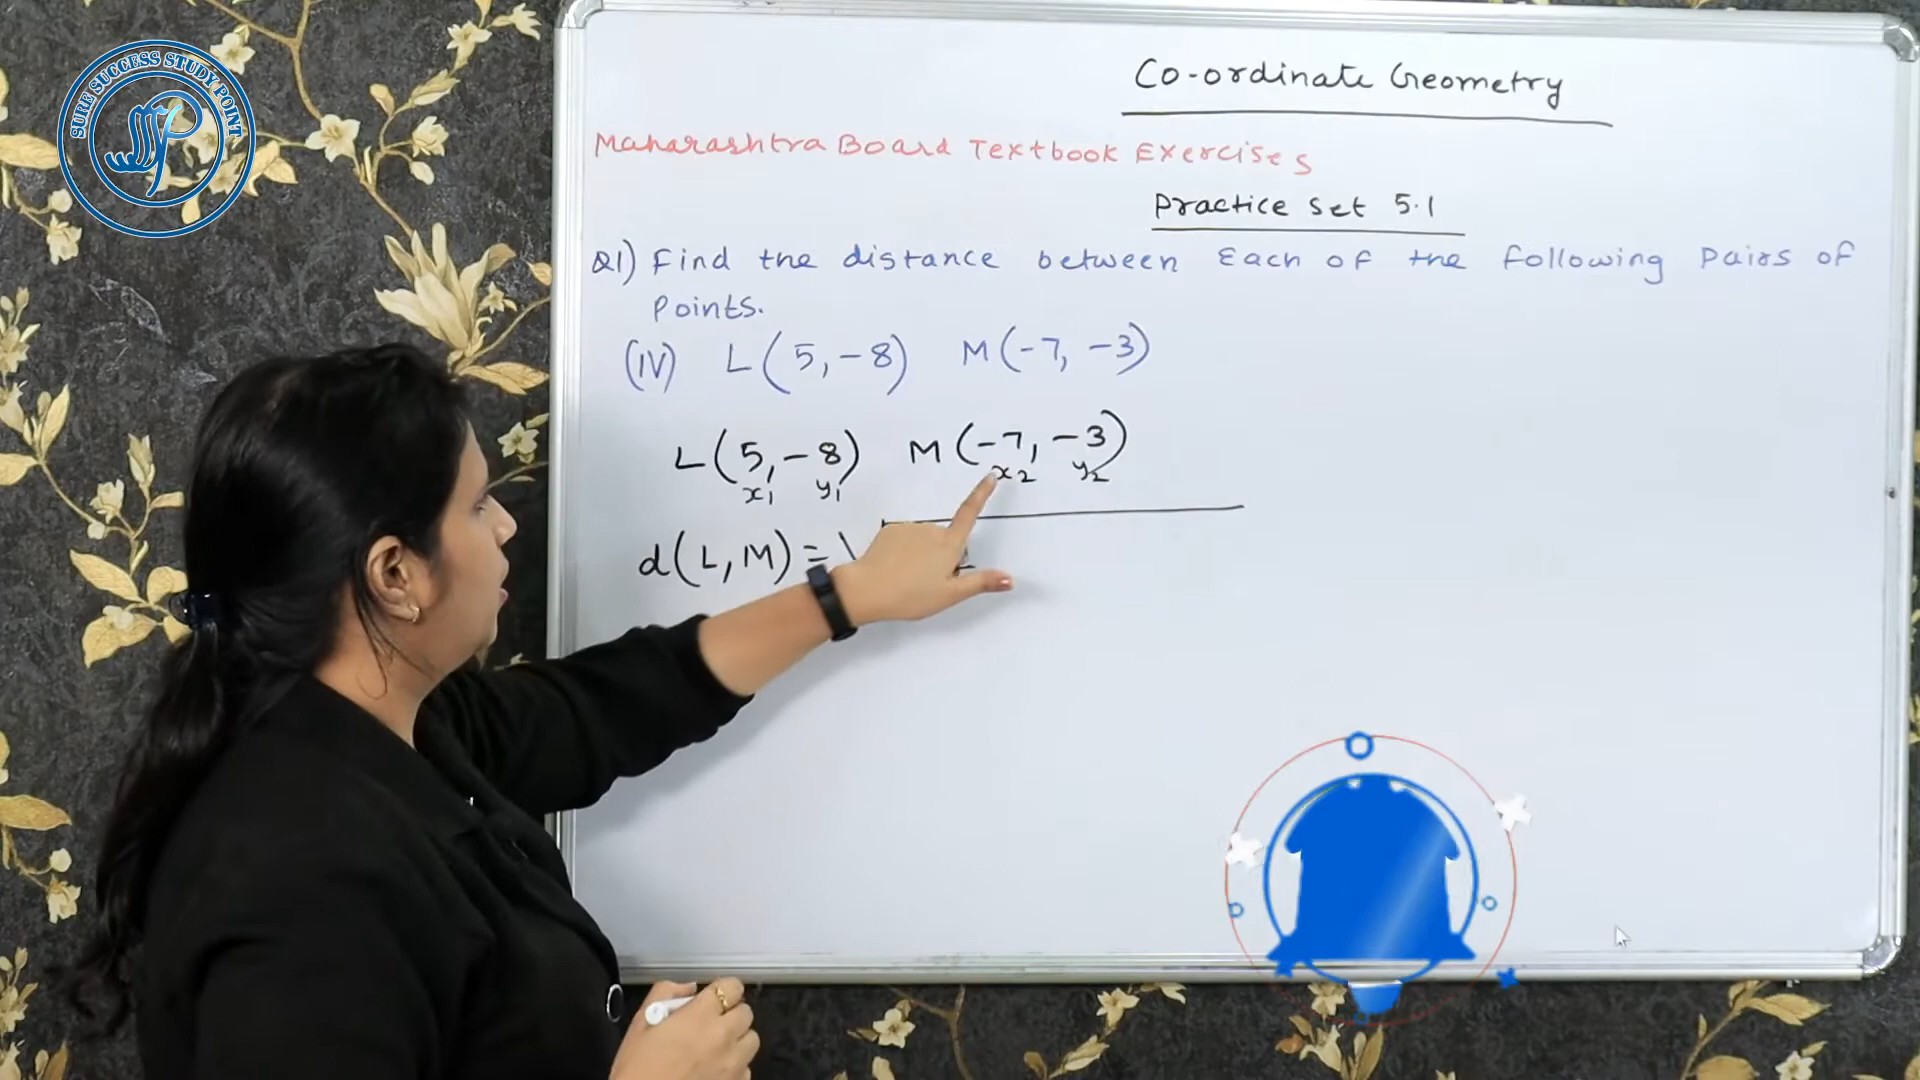 SURE SUCCESS STUDY POINT
Co-ordinate Geometry
Maharashtra Board Textbook Exercises
Practice Set 5.1
Q1) Find the distance between Each of the following Pairs of
Points.
(IV) L(5,-8) M(-7, -3)
L(5,-8) M(-7, -3)
x1 y1 x2 y2
d(L,M) =